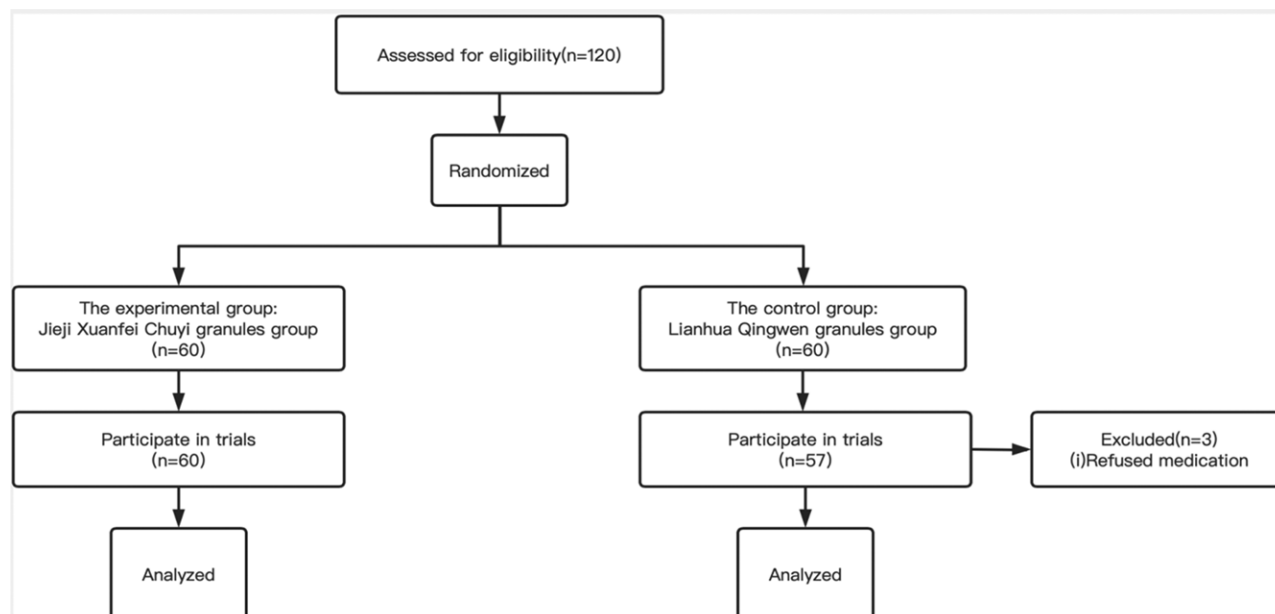 Assessed for eligibility(n=120)
Randomized
The experimental group:
Jieji Xuanfei Chuyi granules group
(n=60)
The control group:
Lianhua Qingwen granules group
(n=60)
Participate in trials
(n=60)
Participate in trials
(n=57)
Excluded(n=3)
(i)Refused medication
Analyzed
Analyzed